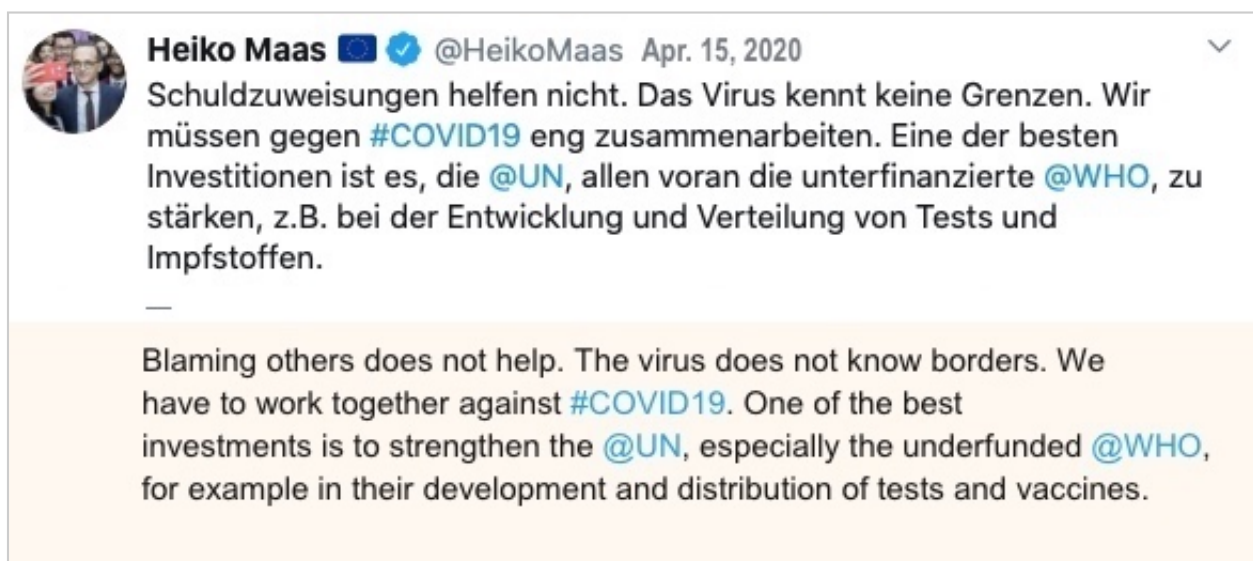 Heiko Maas @HeikoMaas Apr. 15, 2020
Schuldzuweisungen helfen nicht. Das Virus kennt keine Grenzen. Wir
müssen gegen #COVID19 eng zusammenarbeiten. Eine der besten
Investitionen ist es, die @UN, allen voran die unterfinanzierte @WHO, zu
stärken, z.B. bei der Entwicklung und Verteilung von Tests und
Impfstoffen.
—
Blaming others does not help. The virus does not know borders. We
have to work together against #COVID19. One of the best
investments is to strengthen the @UN, especially the underfunded @WHO,
for example in their development and distribution of tests and vaccines.